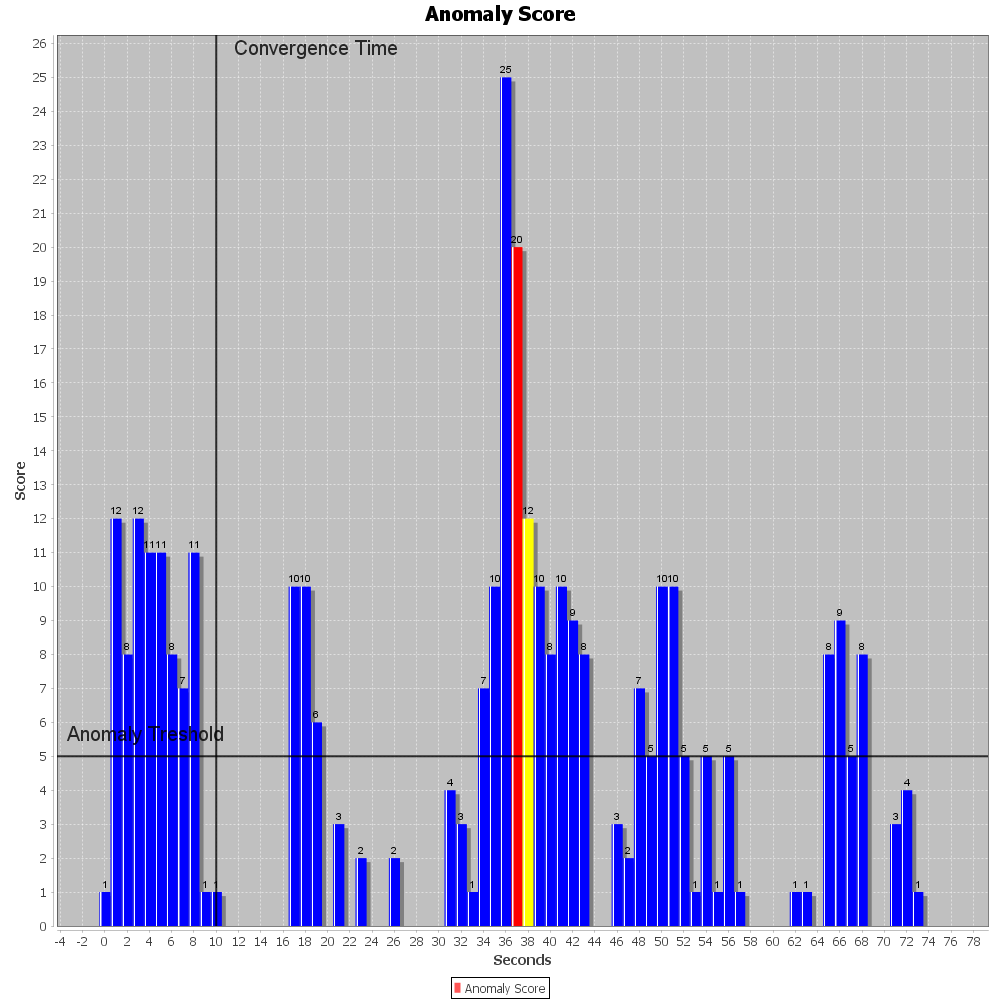 Anomaly Score
Convergence Time
26
25
25
24
23
22
21
20
20
19
18
17
16
15
14
13
12
12 12 12
11
11 11 11
10
10 10 10 10 10 10 10
9
9 9
8
8 8 8 8 8 8
7
7 7 7
6
6
Anomaly Treshold
5
5 5 5 5 5
4
4 4
3
3 3 3 3
2
2 2 2
1
1 1 1 1 1 1 1 1 1 1
0
Score
-4 -2 0 2 4 6 8 10 12 14 16 18 20 22 24 26 28 30 32 34 36 38 40 42 44 46 48 50 52 54 56 58 60 62 64 66 68 70 72 74 76 78
Seconds
Anomaly Score